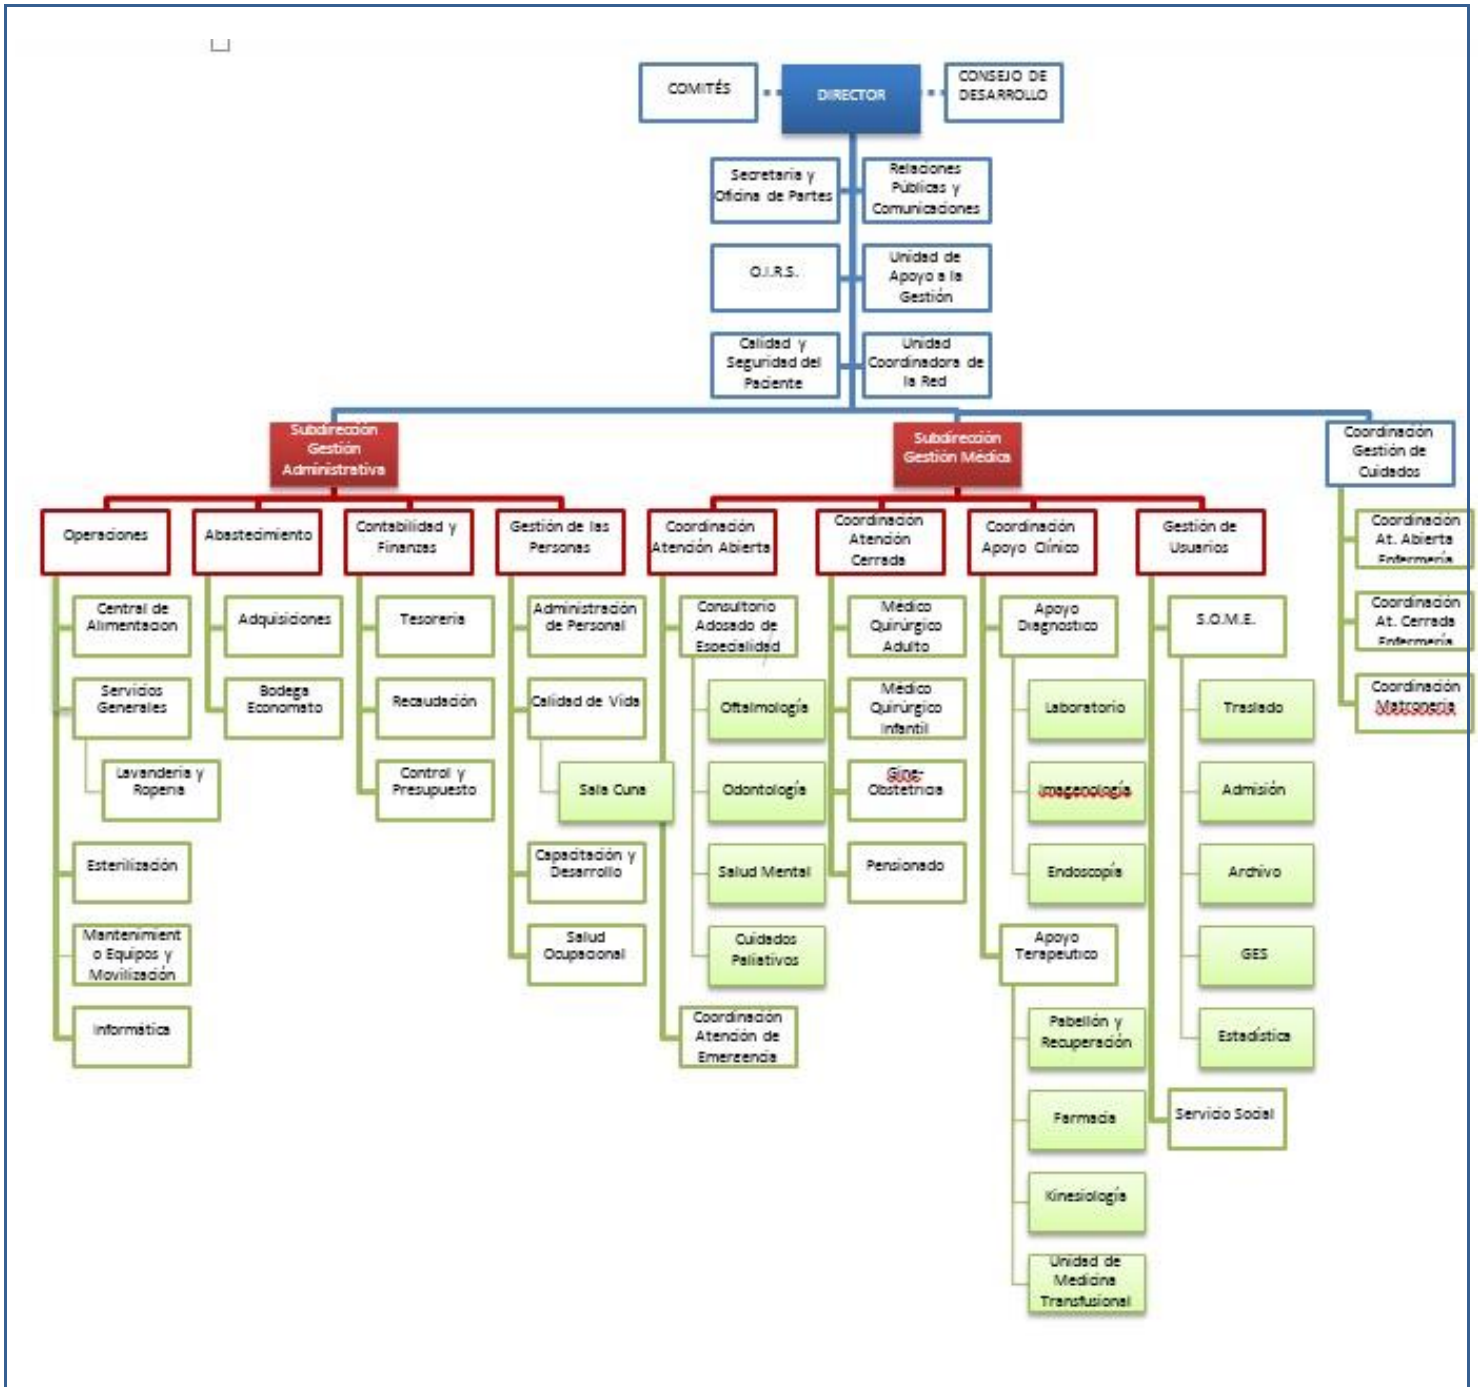 COMITÉS
DIRECTOR
CONSEJO DE
DESARROLLO
Secretaria y
Oficina de Partes
Relaciones
Públicas y
Comunicaciones
O.I.R.S.
Unidad de
Apoyo a la
Gestión
Calidad y
Seguridad del
Paciente
Unidad
Coordinadora de
la Red
Subdirección
Gestión
Administrativa
Subdirección
Gestión Médica
Coordinación
Gestión de
Cuidados
Operaciones
Abastecimiento
Contabilidad y
Finanzas
Gestión de las
Personas
Coordinación
Atención Abierta
Coordinación
Atención
Cerrada
Coordinación
Apoyo Clínico
Gestión de
Usuarios
Coordinación
At. Abierta
Enfermería
Central de
Alimentacion
Adquisiciones
Tesorería
Administración
de Personal
Consultorio
Adosado de
Especialidad
Médico
Quirúrgico
Adulto
Apoyo
Diagnostico
S.O.M.E.
Coordinación
At. Cerrada
Enfermería
Servicios
Generales
Bodega
Economato
Recaudación
Calidad de Vida
Oftalmología
Médico
Quirúrgico
Infantil
Laboratorio
Traslado
Coordinación
Matronería
Lavandería y
Ropería
Control y
Presupuesto
Sala Cuna
Odontología
Gine-
Obstetricia
Imagenología
Admisión
Esterilización
Capacitación y
Desarrollo
Salud Mental
Pensionado
Endoscopía
Archivo
Mantenimient
o Equipos y
Movilización
Salud
Ocupacional
Cuidados
Paliativos
Apoyo
Terapeutico
GES
Informática
Coordinación
Atención de
Emergencia
Pabellón y
Recuperación
Estadística
Farmacia
Servicio Social
Kinesiología
Unidad de
Medicina
Transfusional